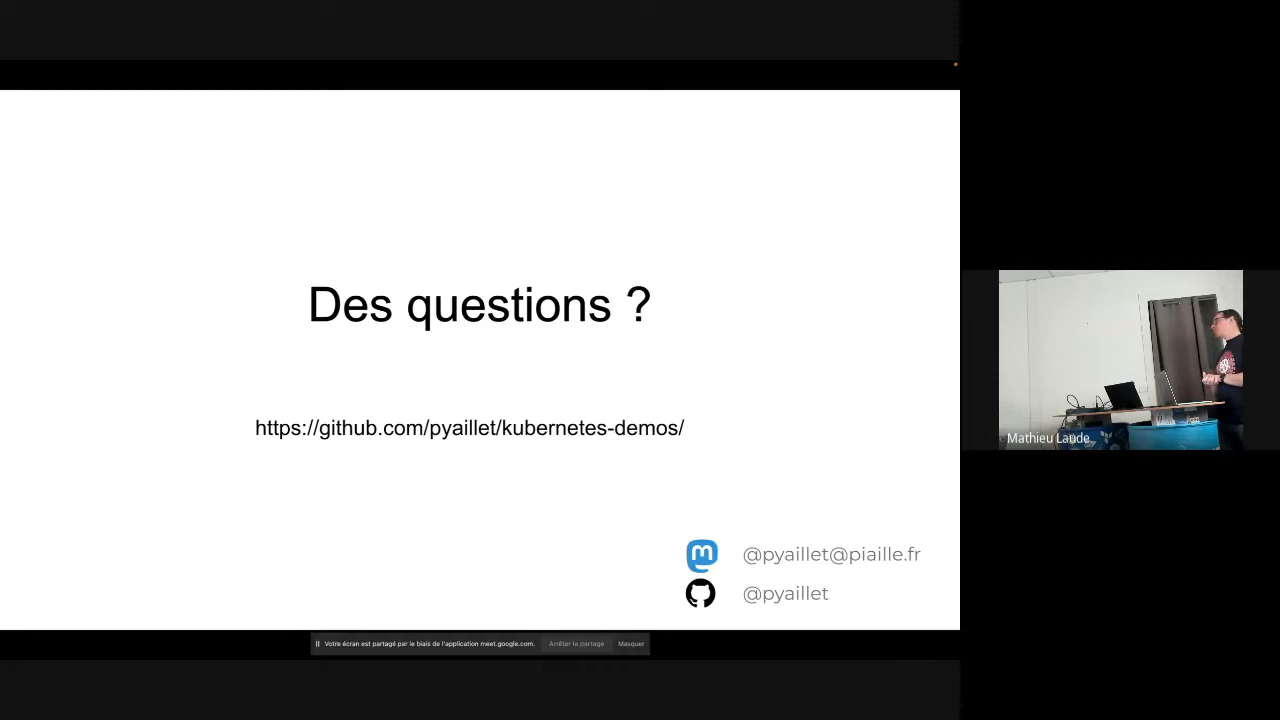 Des questions ?
https://github.com/pyaillet/kubernetes-demos/
@pyaillet@piaille.fr
@pyaillet
Votre écran est partagé par le biais de l'application meet.google.com.
Arrêter le partage
Masquer
Mathieu Laude